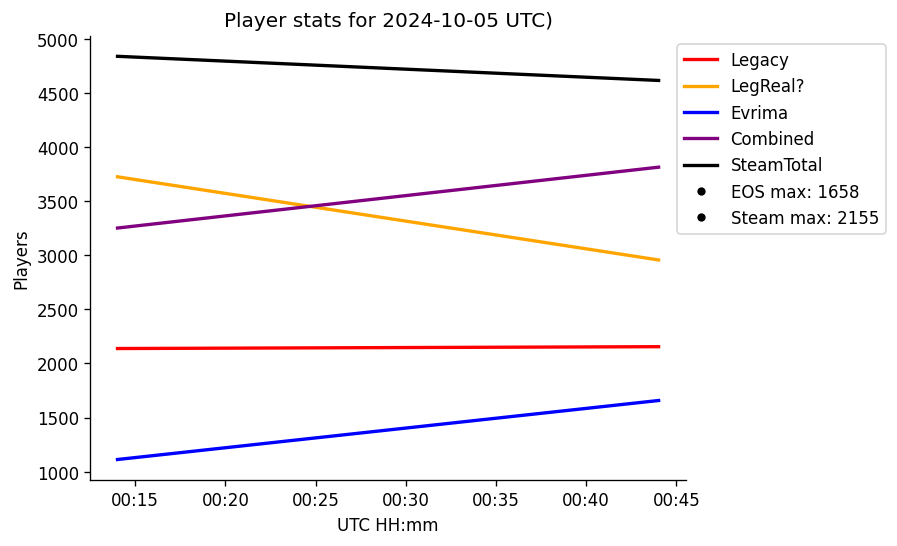 Player stats for 2024-10-05 UTC)
5000
4500
4000
3500
3000
2500
2000
1500
1000
Players
00:15 00:20 00:25 00:30 00:35 00:40 00:45
UTC HH:mm
Legacy
LegReal?
Evrima
Combined
SteamTotal
EOS max: 1658
Steam max: 2155